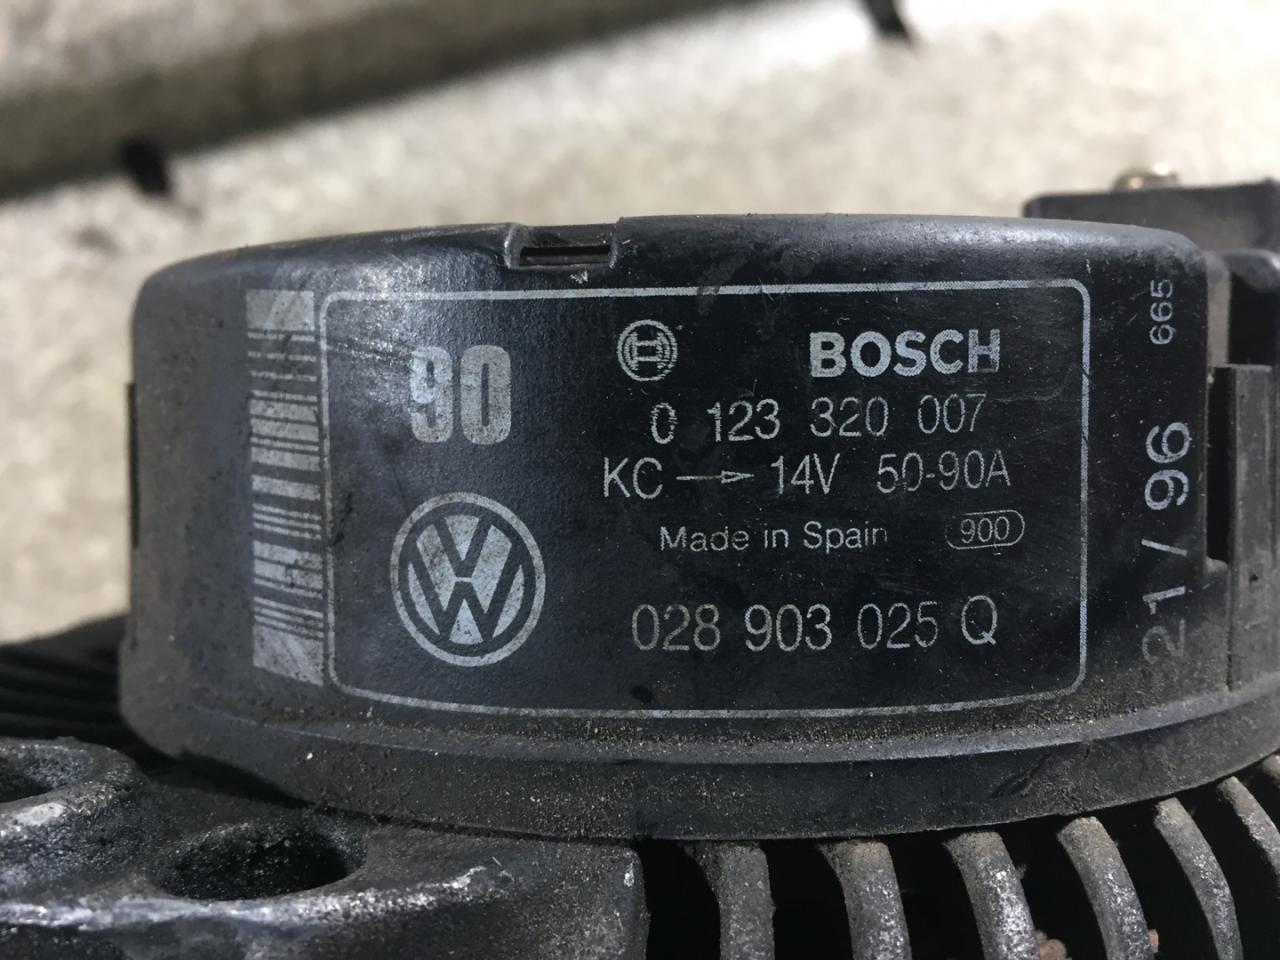 90
BOSCH
0 123 320 007
KC → 14V 50-90A
Made in Spain 900
028 903 025 Q
21/96
665